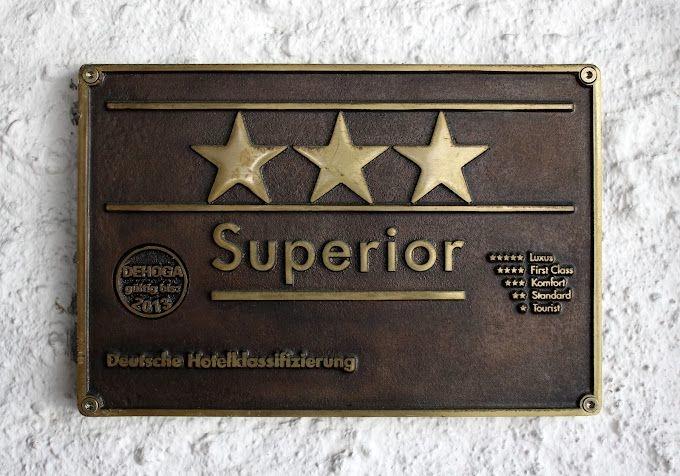 ★★★
Superior
DEHOGA
gültig bis:
2013
★★★★★ Luxus
★★★★ First Class
★★★ Komfort
★★ Standard
★ Tourist
Deutsche Hotelklassifizierung